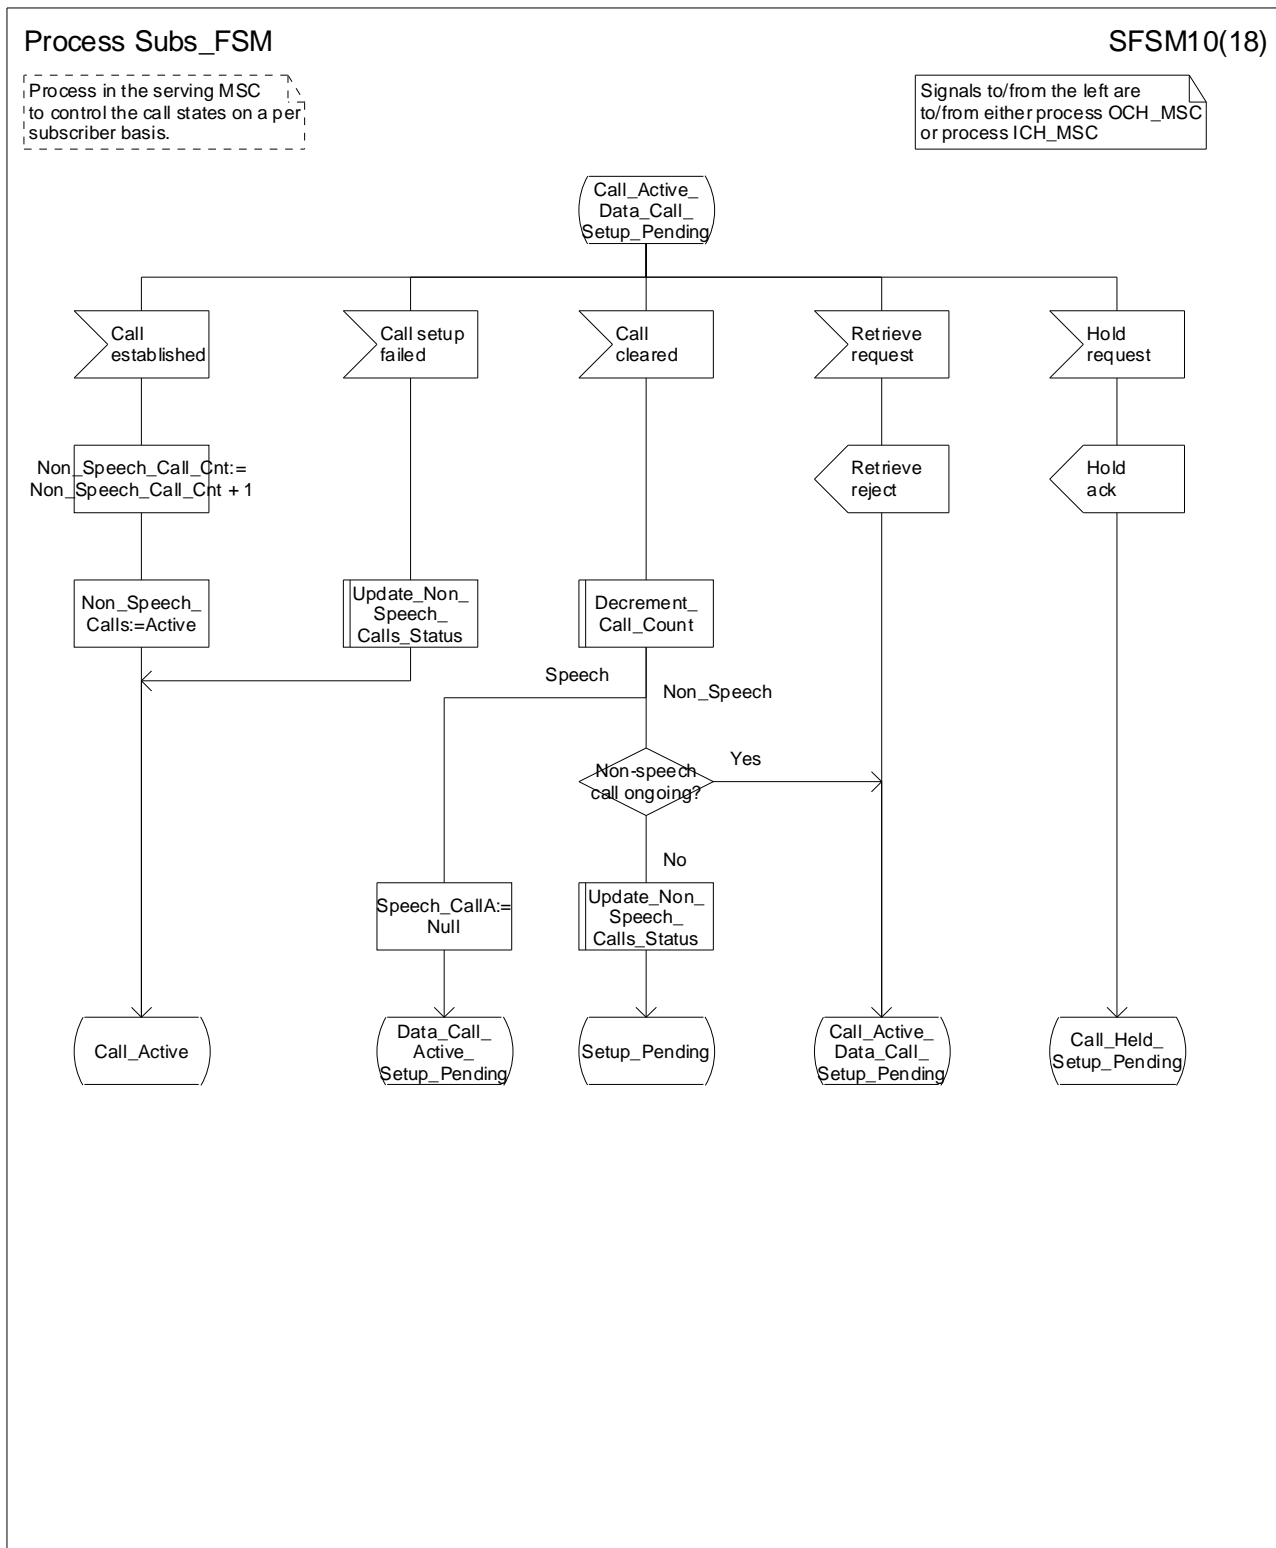 Process Subs_FSM
SFSM10(18)
Process in the serving MSC
to control the call states on a per
subscriber basis.
Signals to/from the left are
to/from either process OCH_MSC
or process ICH_MSC
Call_Active_
Data_Call_
Setup_Pending
Call
established
Call setup
failed
Call
cleared
Retrieve
request
Hold
request
Non_Speech_Call_Cnt:=
Non_Speech_Call_Cnt + 1
Retrieve
reject
Hold
ack
Non_Speech_
Calls:=Active
Update_Non_
Speech_
Calls_Status
Decrement_
Call_Count
Speech
Non_Speech
Non-speech
call ongoing?
Yes
No
Speech_CallA:=
Null
Update_Non_
Speech_
Calls_Status
Call_Active
Data_Call_
Active_
Setup_Pending
Setup_Pending
Call_Active_
Data_Call_
Setup_Pending
Call_Held_
Setup_Pending